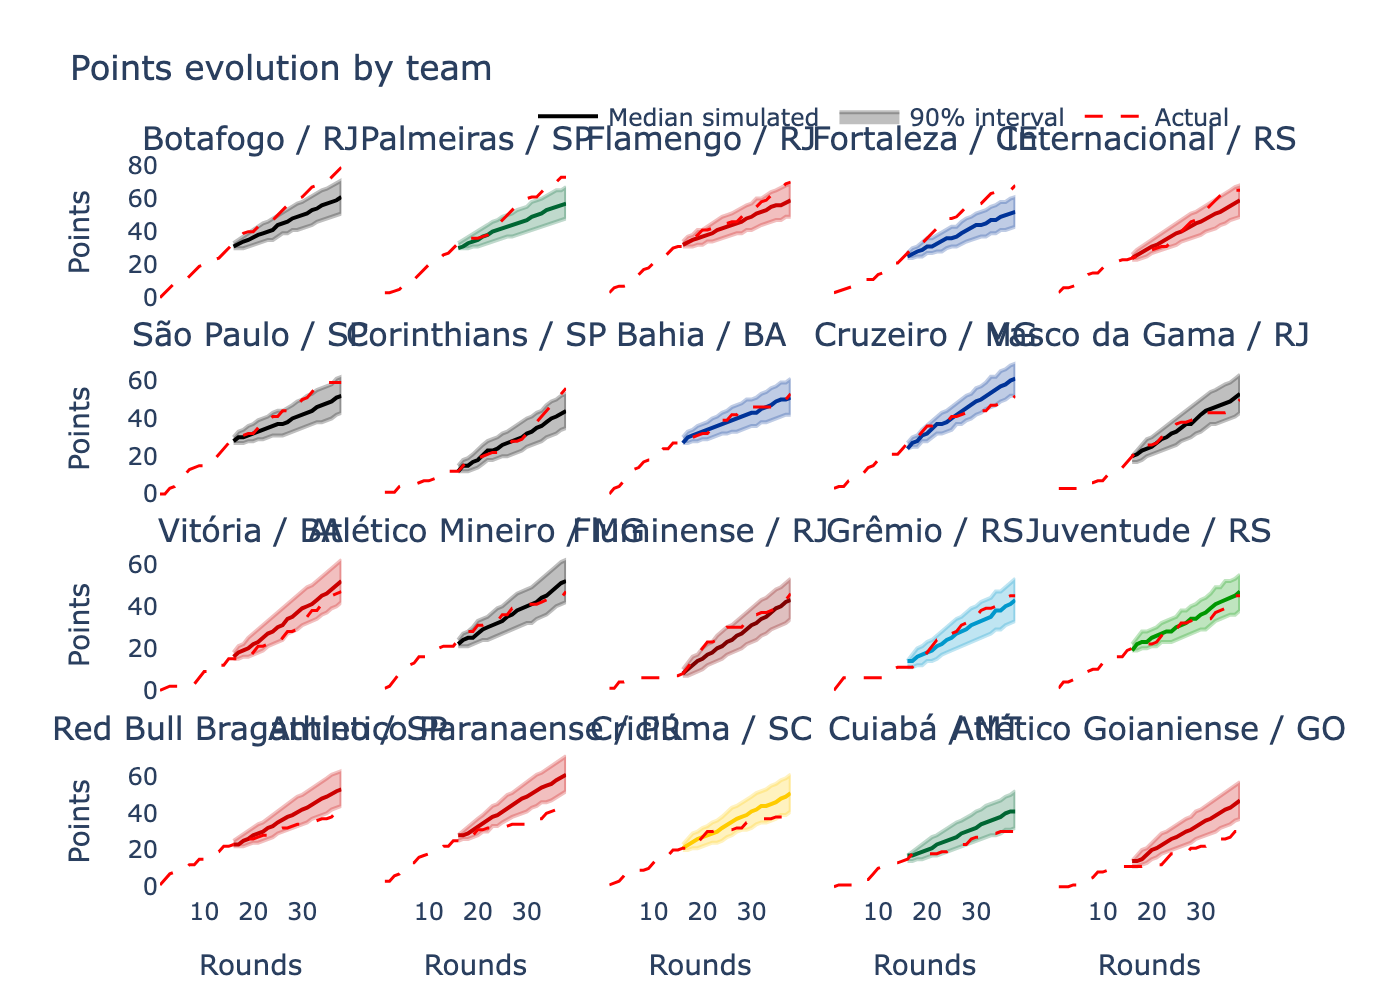 Points evolution by team
Median simulated 90% interval Actual
Botafogo / RJ Palmeiras / SP Flamengo / RJ Fortaleza / CE Internacional / RS
80
60
40
20
0
Points
São Paulo / SP Corinthians / SP Bahia / BA Cruzeiro / MG Vasco da Gama / RJ
60
40
20
0
Points
Vitória / BA Atlético Mineiro / MG Fluminense / RJ Grêmio / RS Juventude / RS
60
40
20
0
Points
Red Bull Bragantino / SP Athletico Paranaense / PR Criciúma / SC Cuiabá / MT Atlético Goianiense / GO
60
40
20
0
Points
10 20 30 10 20 30 10 20 30 10 20 30 10 20 30
Rounds Rounds Rounds Rounds Rounds